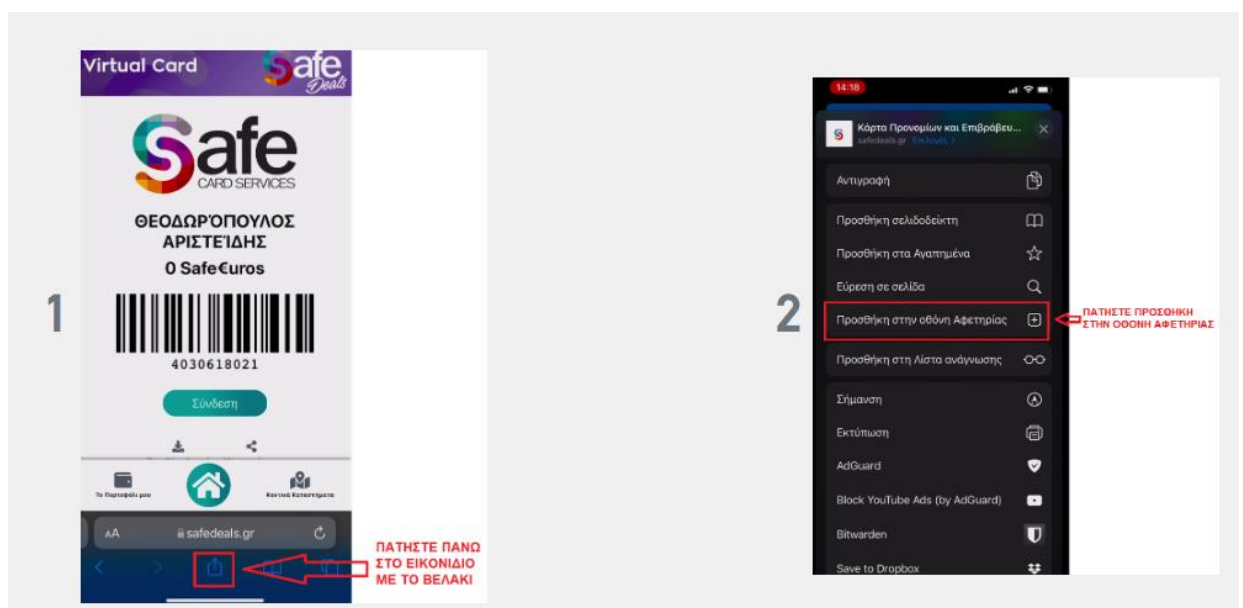 Virtual Card
Safe
Deals
Safe
CARD SERVICES
ΘΕΟΔΩΡΌΠΟΥΛΟΣ
ΑΡΙΣΤΕΊΔΗΣ
0 Safe€uros
1
4030618021
Σύνδεση
Το Πορτοφόλι μου
Κοντινά Καταστήματα
AA
safedeals.gr
ΠΑΤΗΣΤΕ ΠΑΝΩ
ΣΤΟ ΕΙΚΟΝΙΔΙΟ
ΜΕ ΤΟ ΒΕΛΑΚΙ
14:18
S
Κάρτα Προνομίων και Επιβράβευ...
safedeals.gr Επιλογές >
Αντιγραφή
Προσθήκη σελιδοδείκτη
Προσθήκη στα Αγαπημένα
Εύρεση σε σελίδα
2
Προσθήκη στην οθόνη Αφετηρίας
ΠΑΤΗΣΤΕ ΠΡΟΣΘΗΚΗ
ΣΤΗΝ ΟΘΟΝΗ ΑΦΕΤΗΡΙΑΣ
Προσθήκη στη Λίστα ανάγνωσης
Σήμανση
Εκτύπωση
AdGuard
Block YouTube Ads (by AdGuard)
Bitwarden
Save to Dropbox